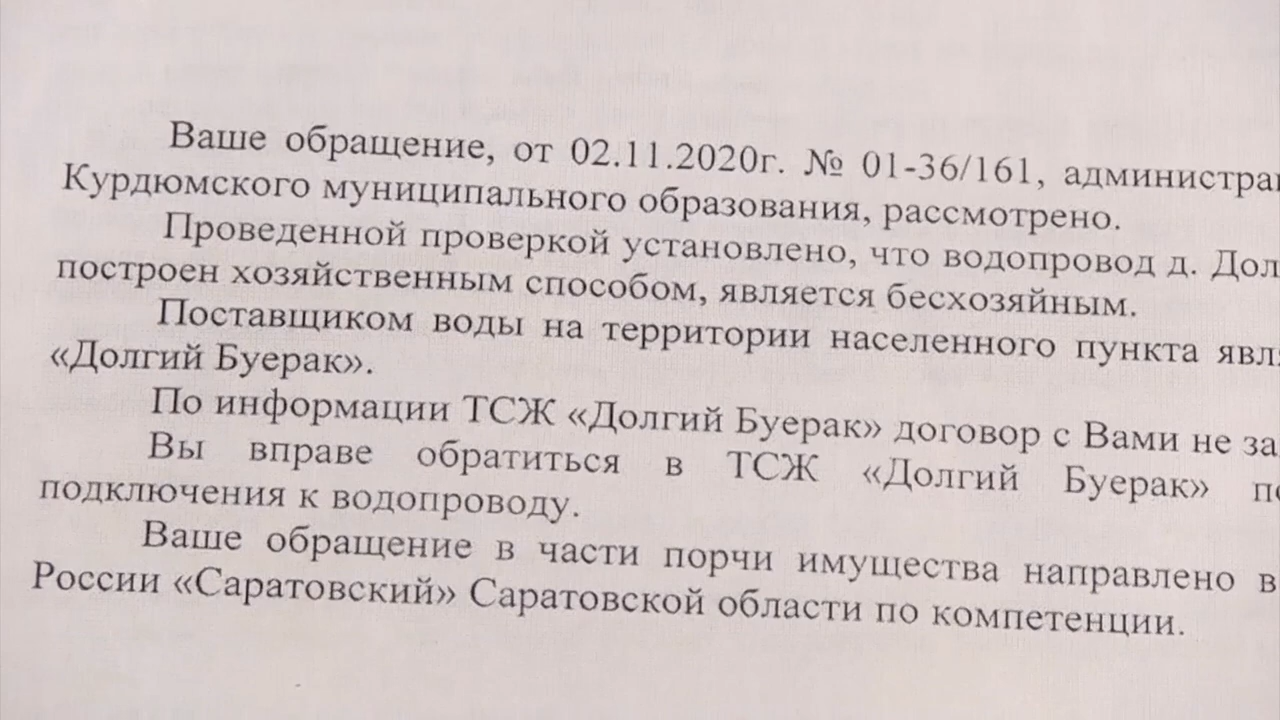 Ваше обращение, от 02.11.2020г. № 01-36/161, администрац
Курдюмского муниципального образования, рассмотрено.
Проведенной проверкой установлено, что водопровод д. Дол
построен хозяйственным способом, является бесхозяйным.
Поставщиком воды на территории населенного пункта явл
«Долгий Буерак».
По информации ТСЖ «Долгий Буерак» договор с Вами не за
Вы вправе обратиться в ТСЖ «Долгий Буерак» по
подключения к водопроводу.
Ваше обращение в части порчи имущества направлено в
России «Саратовский» Саратовской области по компетенции.